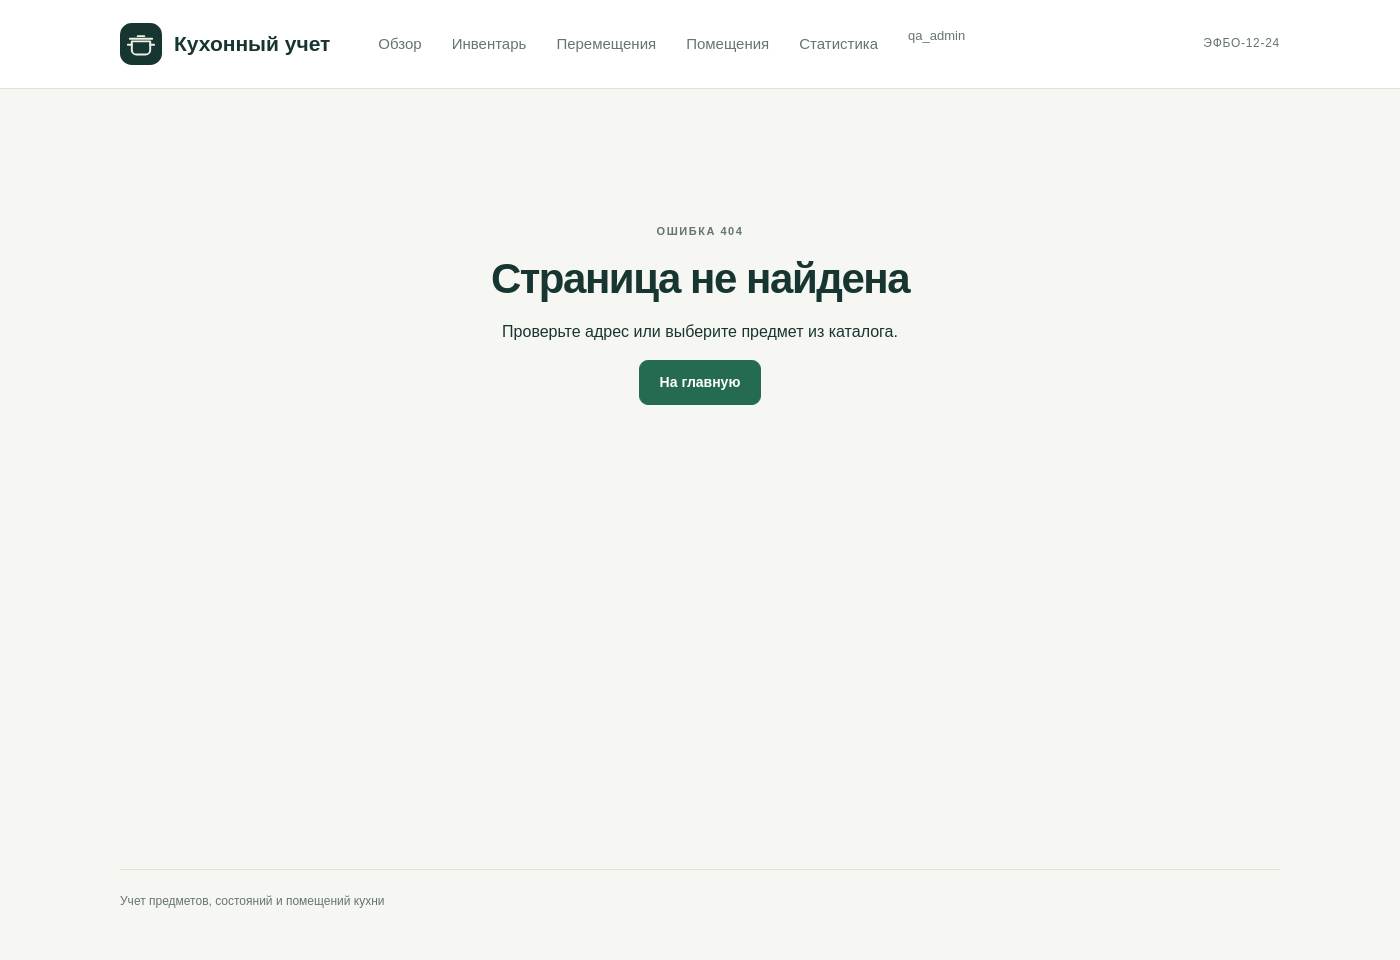 Кухонный учет
Обзор Инвентарь Перемещения Помещения Статистика qa_admin
ЭФБО-12-24
ОШИБКА 404
Страница не найдена
Проверьте адрес или выберите предмет из каталога.
На главную
Учет предметов, состояний и помещений кухни